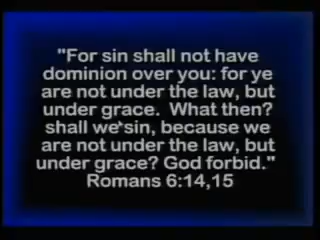 "For sin shall not have
dominion over you: for ye
are not under the law, but
under grace. What then?
shall we sin, because we
are not under the law, but
under grace? God forbid."
Romans 6:14,15